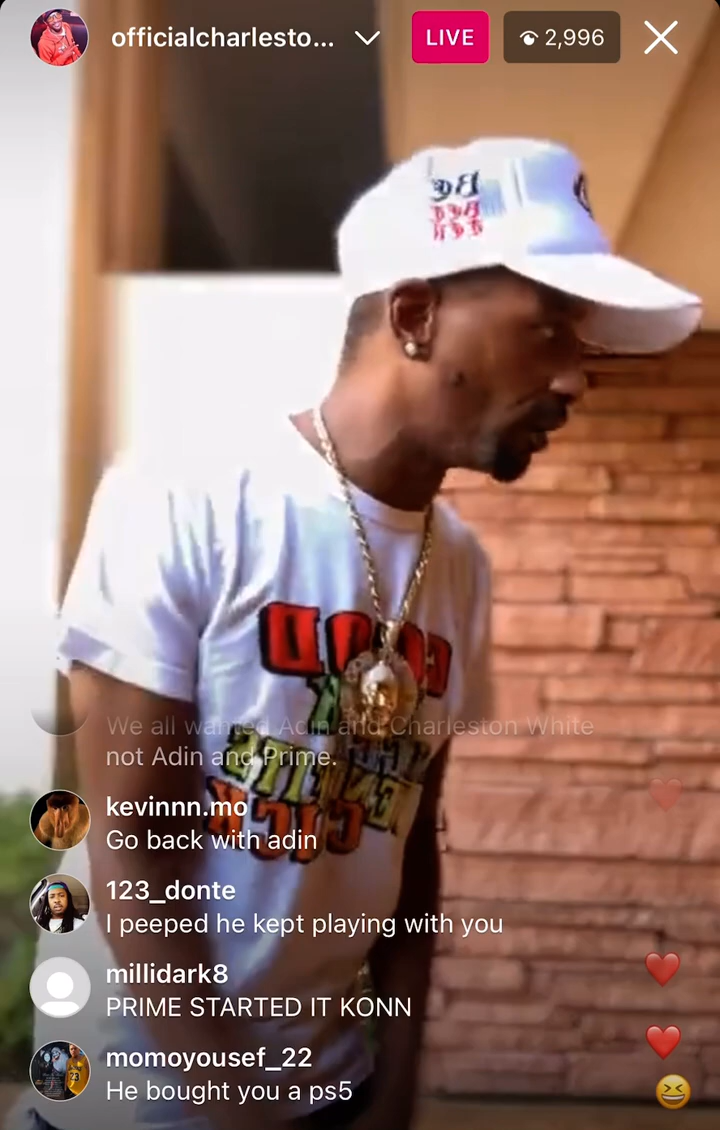 officialcharlesto...
LIVE
2,996
We all wanted Adin and Charleston White
not Adin and Prime.
kevinnn.mo
Go back with adin
123_donte
I peeped he kept playing with you
millidark8
PRIME STARTED IT KONN
momoyousef_22
He bought you a ps5